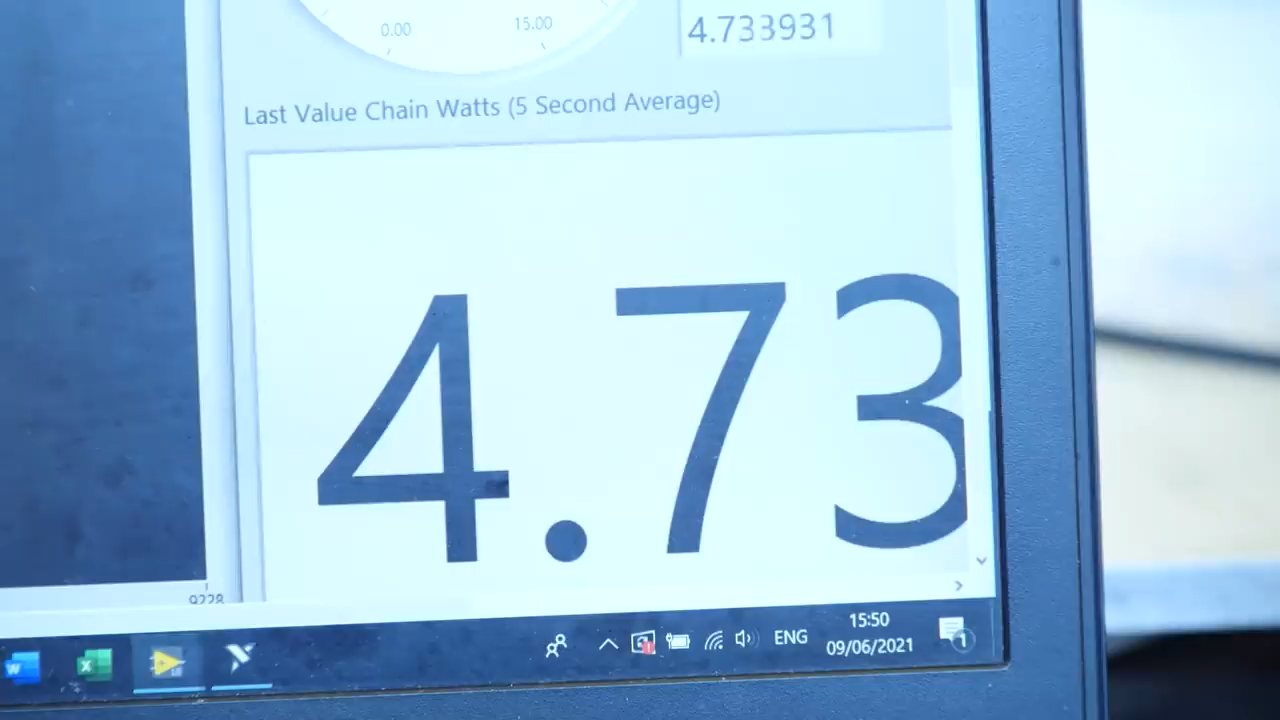 0.00
15.00
4.733931
Last Value Chain Watts (5 Second Average)
4.73
9228
W
X
ENG
15:50
09/06/2021
1